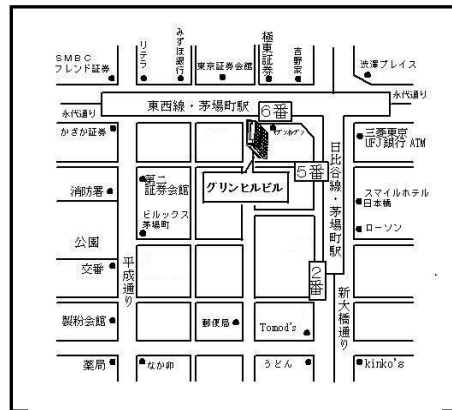 SMBC
フレンド証券
リテラ
みずほ銀行
東京証券会館
極東証券
吉野家
渋澤プレイス
永代通り
東西線・茅場町駅
6番
永代通り
かざか証券
三菱東京
UFJ銀行 ATM
第二
証券会館
5番
日比谷線・茅場町駅
グリンヒルビル
消防署
ビルックス
茅場町
スマイルホテル
日本橋
ローソン
公園
交番
平成通り
2番
新大橋通り
製粉会館
郵便局
Tomod's
薬局
なか卯
うどん
kinko's